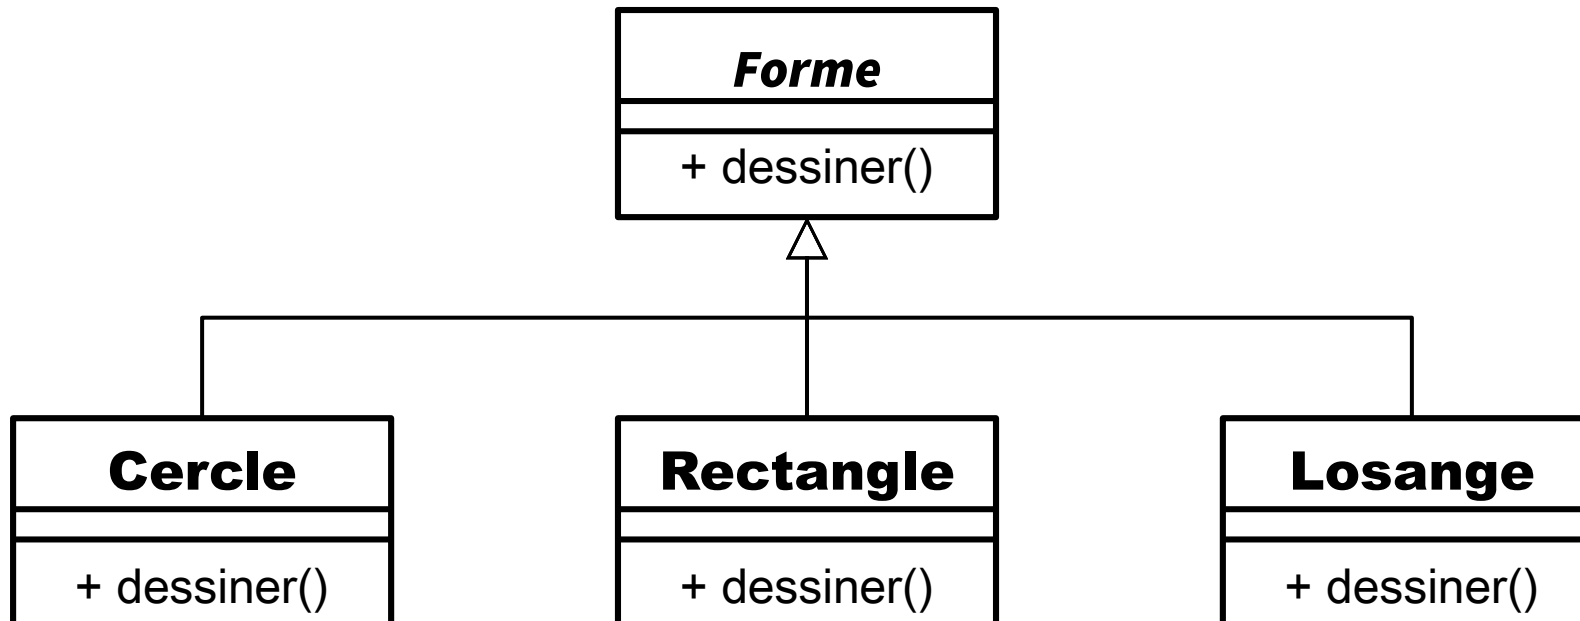 Forme
+ dessiner()
Cercle
Rectangle
Losange
+ dessiner()
+ dessiner()
+ dessiner()